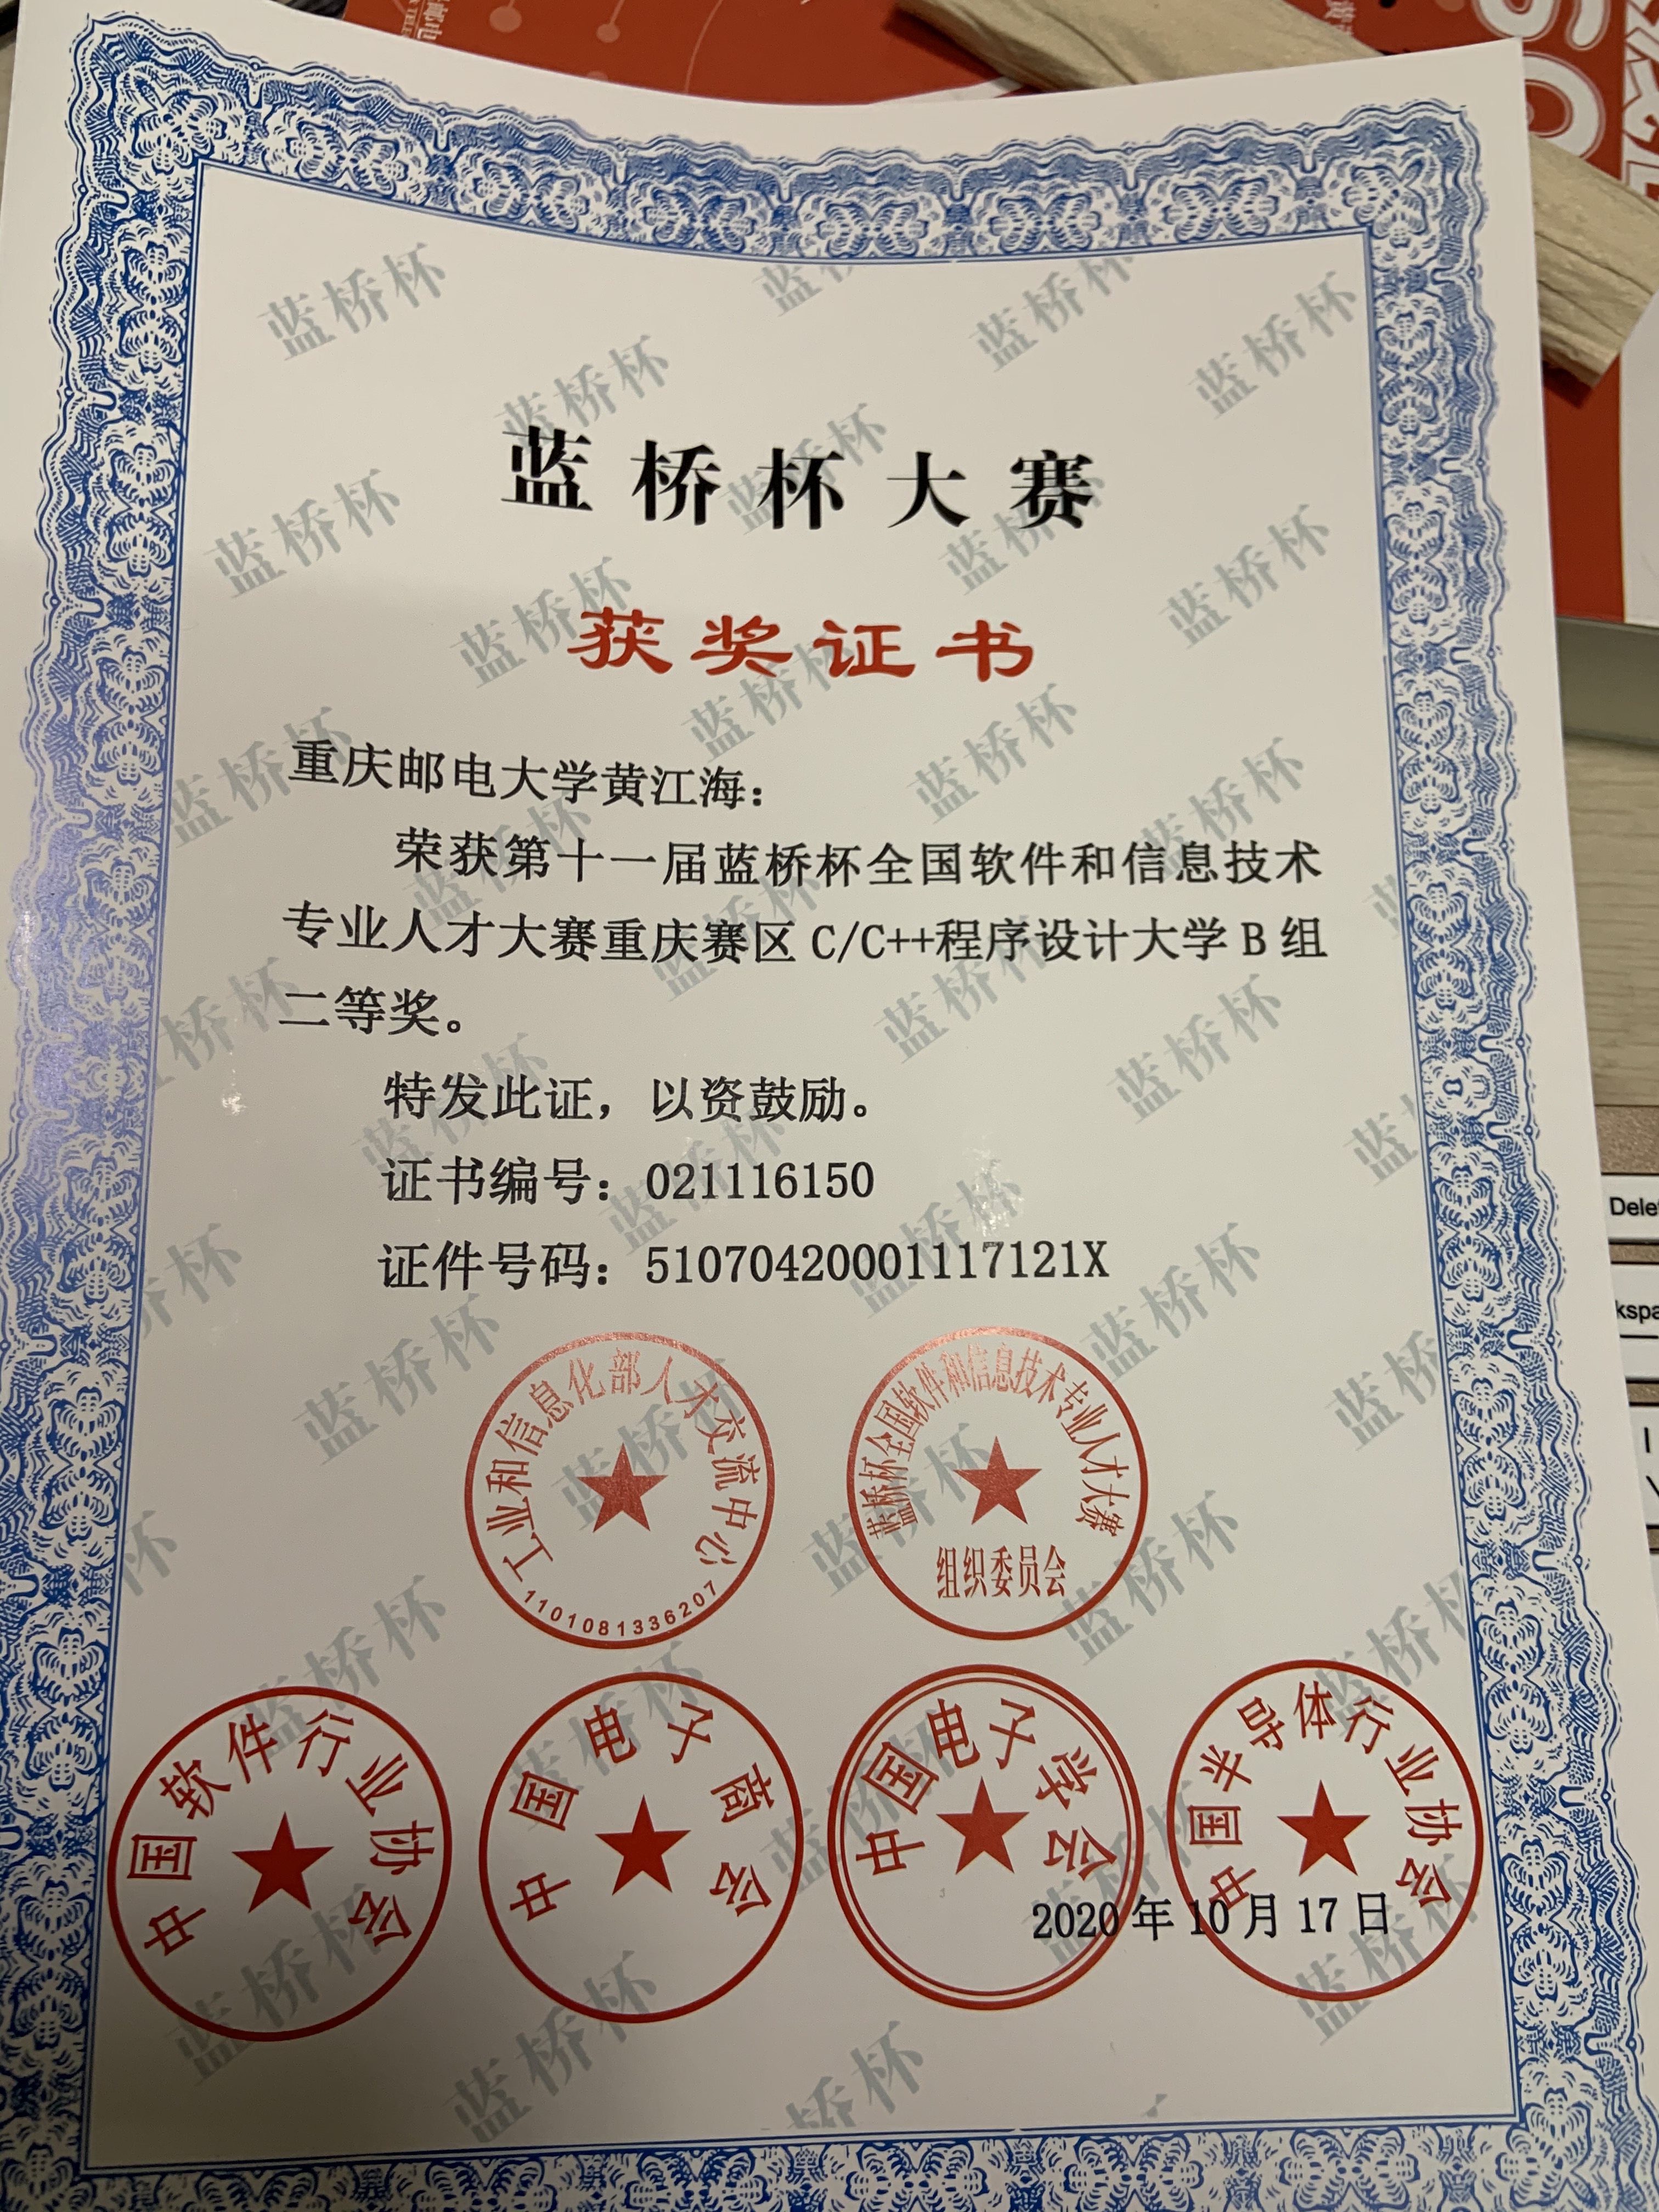 蓝桥杯大赛
获奖证书
重庆邮电大学黄江海：
荣获第十一届蓝桥杯全国软件和信息技术
专业人才大赛重庆赛区 C/C++程序设计大学 B 组
二等奖。
特发此证，以资鼓励。
证书编号：021116150
证件号码：51070420001117121X
工业和信息化部人才交流中心
1101081336207
蓝桥杯全国软件和信息技术专业人才大赛
组织委员会
中国软件行业协会
中国电子商会
中国电子学会
中国半导体行业协会
2020 年 10 月 17 日
蓝桥杯